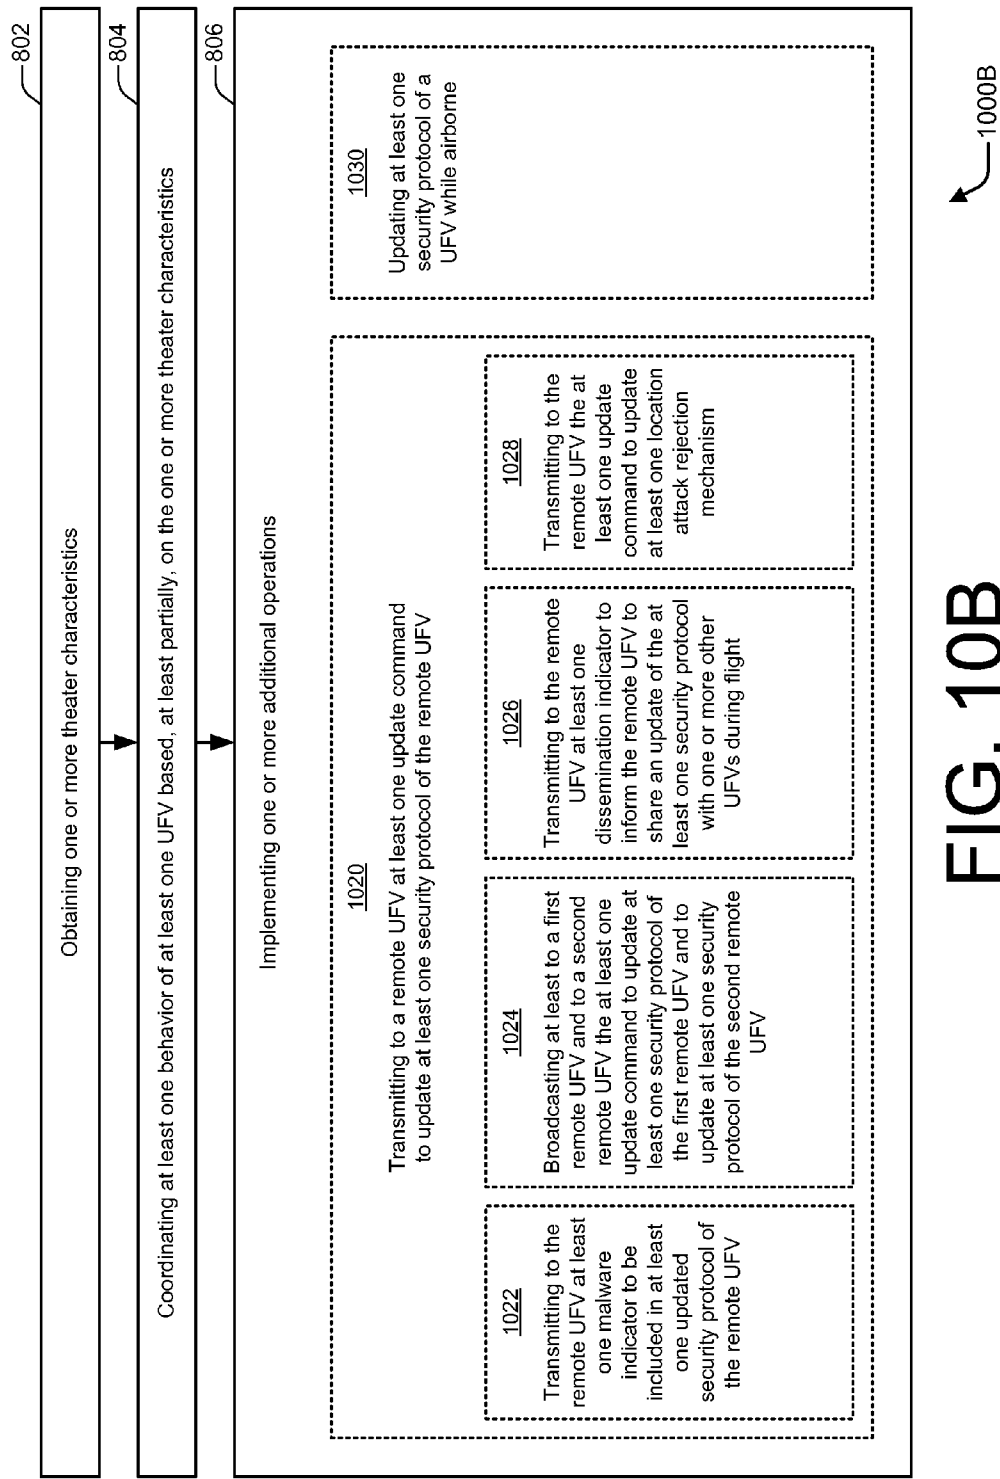 802
Obtaining one or more theater characteristics
804
Coordinating at least one behavior of at least one UFV based, at least partially, on the one or more theater characteristics
806
Implementing one or more additional operations
1020
Transmitting to a remote UFV at least one update command
to update at least one security protocol of the remote UFV
1022
Transmitting to the
remote UFV at least
one malware
indicator to be
included in at least
one updated
security protocol of
the remote UFV
1024
Broadcasting at least to a first
remote UFV and to a second
remote UFV the at least one
update command to update at
least one security protocol of
the first remote UFV and to
update at least one security
protocol of the second remote
UFV
1026
Transmitting to the remote
UFV at least one
dissemination indicator to
inform the remote UFV to
share an update of the at
least one security protocol
with one or more other
UFVs during flight
1028
Transmitting to the
remote UFV the at
least one update
command to update
at least one location
attack rejection
mechanism
1030
Updating at least one
security protocol of a
UFV while airborne
1000B
FIG. 10B